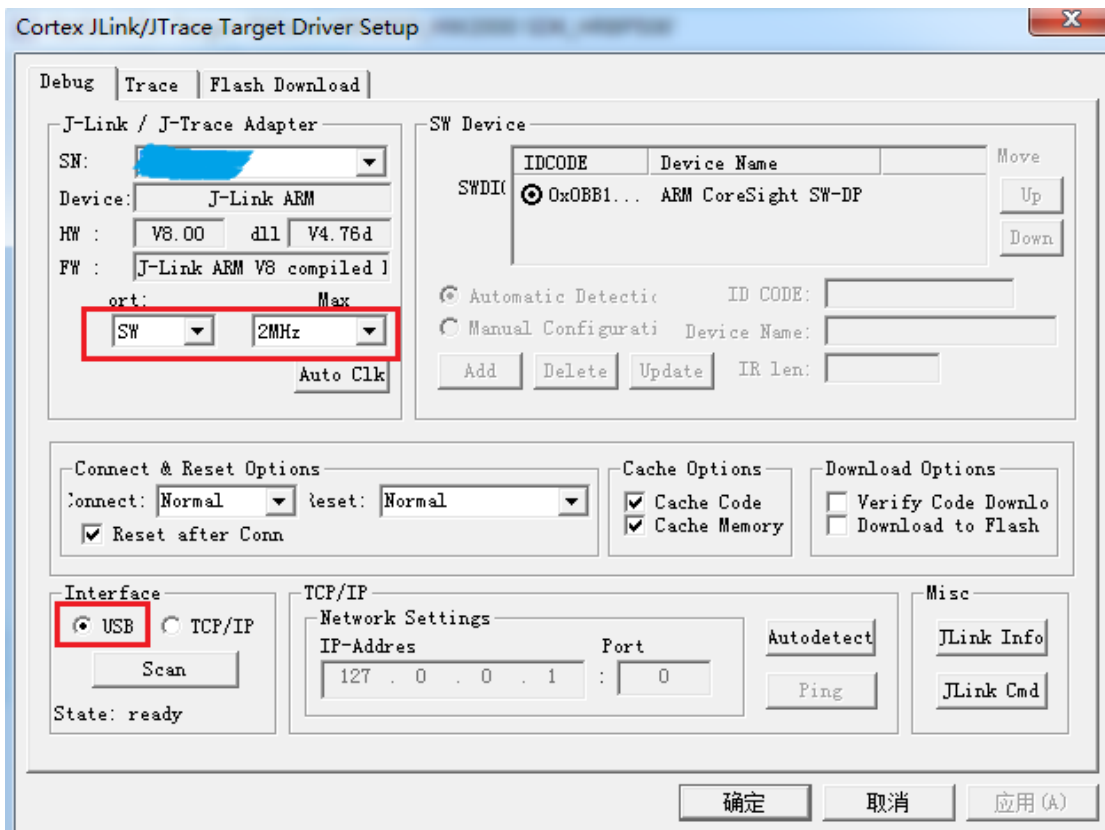 Cortex JLink/JTrace Target Driver Setup
Debug Trace Flash Download
J-Link / J-Trace Adapter
SN:
Device: J-Link ARM
HW : V8.00 dll V4.76d
FW : J-Link ARM V8 compiled
ort: Max
SW 2MHz
Auto Clk
SW Device
IDCODE Device Name
SWDI
0x0BB1... ARM CoreSight SW-DP
Move
Up
Down
Automatic Detectic
ID CODE:
Manual Configurati
Device Name:
Add Delete Update
IR len:
Connect & Reset Options
Connect: Normal Reset: Normal
Reset after Conn
Cache Options
Cache Code
Cache Memory
Download Options
Verify Code Downlo
Download to Flash
Interface
USB TCP/IP
Scan
State: ready
TCP/IP
Network Settings
IP-Addres Port
127 . 0 . 0 . 1 : 0
Autodetect
Ping
Misc
JLink Info
JLink Cmd
确定 取消 应用(A)